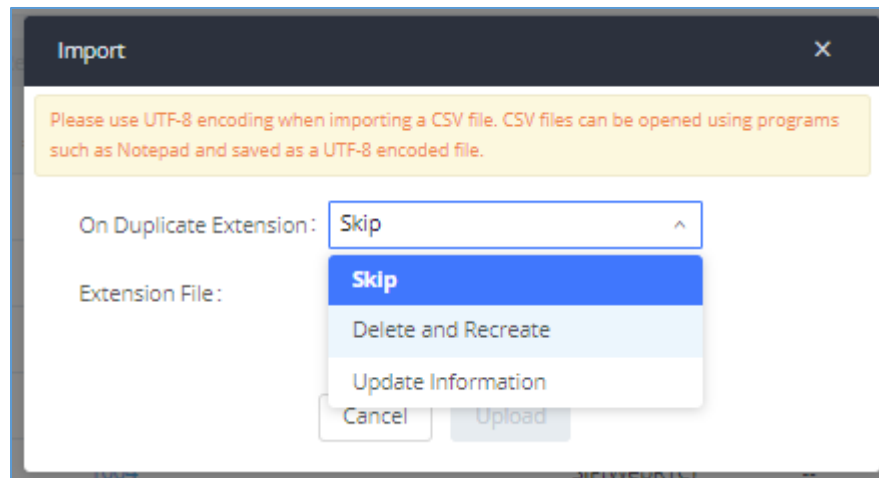 Import
Please use UTF-8 encoding when importing a CSV file. CSV files can be opened using programs
such as Notepad and saved as a UTF-8 encoded file.
On Duplicate Extension: Skip
Skip
Extension File:
Delete and Recreate
Update Information
Cancel Upload